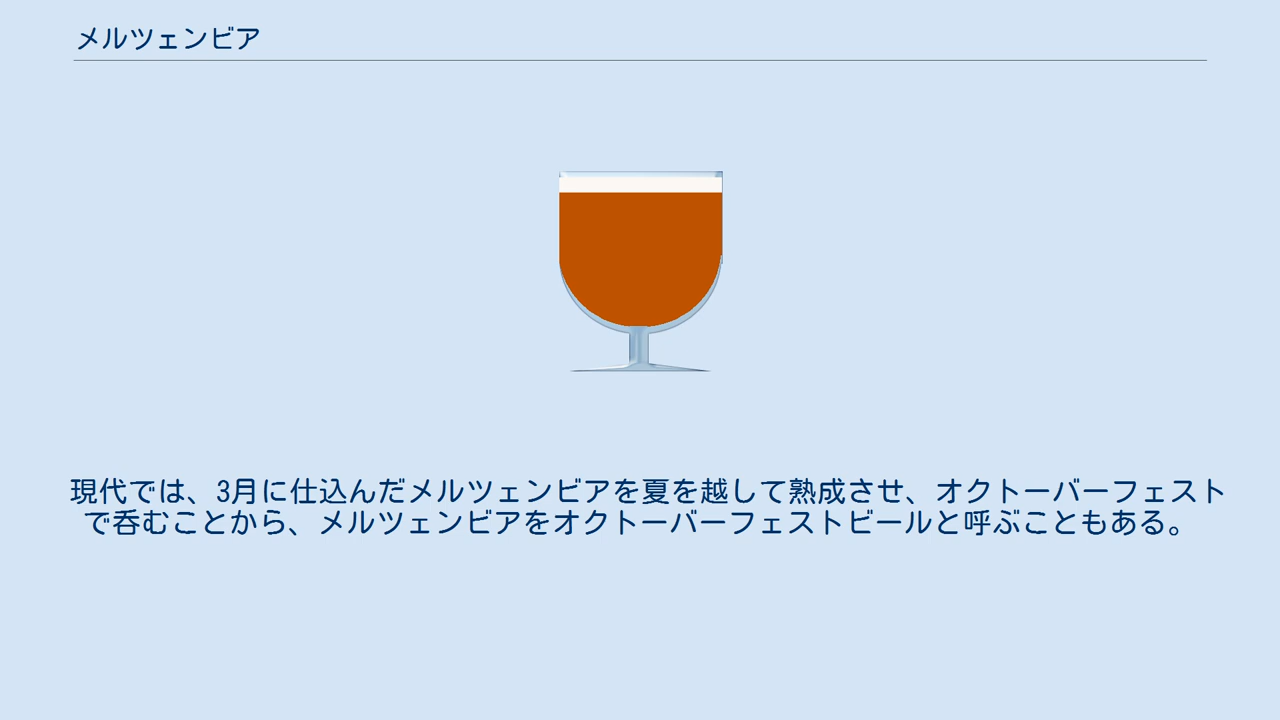 メルツェンビア
現代では、3月に仕込んだメルツェンビアを夏を越して熟成させ、オクトーバーフェスト
で呑むことから、メルツェンビアをオクトーバーフェストビールと呼ぶこともある。